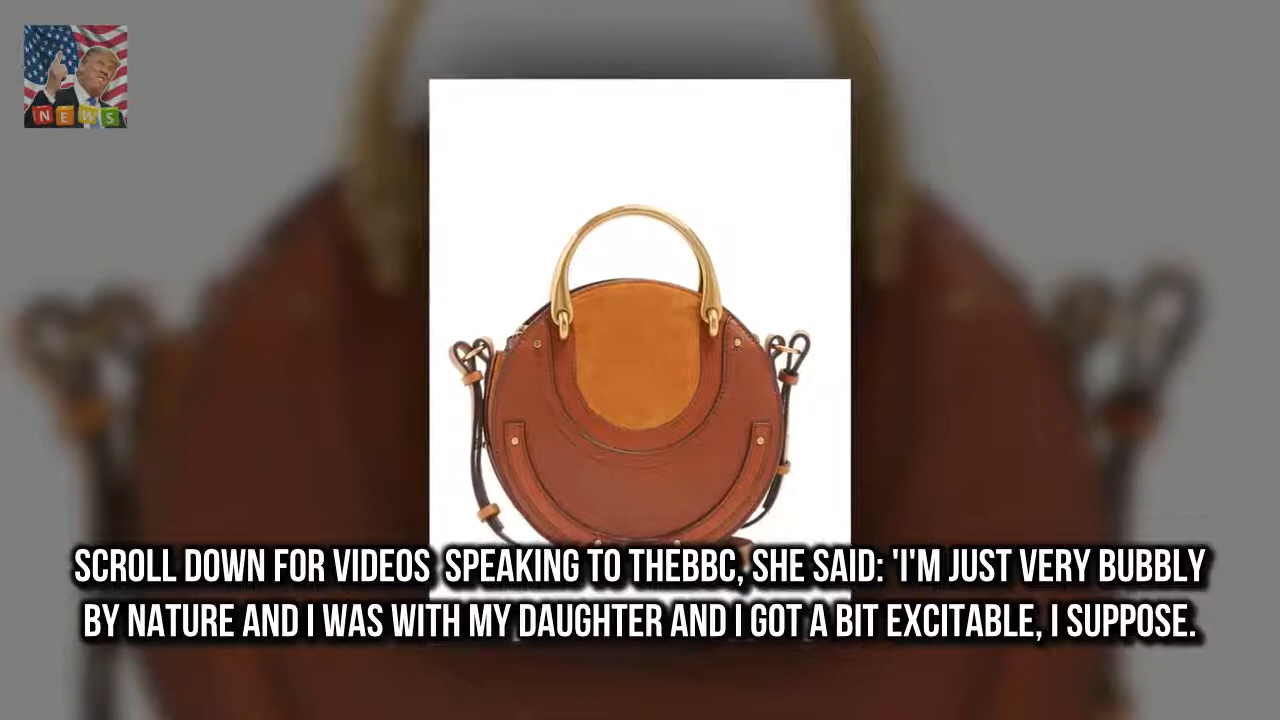 NEWS
SCROLL DOWN FOR VIDEOS  SPEAKING TO THEBBC, SHE SAID: 'I'M JUST VERY BUBBLY
BY NATURE AND I WAS WITH MY DAUGHTER AND I GOT A BIT EXCITABLE, I SUPPOSE.